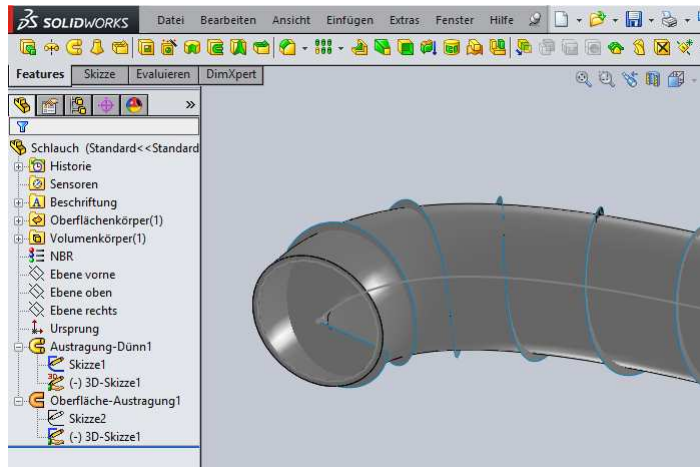 SOLIDWORKS Datei Bearbeiten Ansicht Einfügen Extras Fenster Hilfe
Features Skizze Evaluieren DimXpert
»
Schlauch (Standard<<Standard
Historie
Sensoren
A Beschriftung
Oberflächenkörper(1)
Volumenkörper(1)
NBR
Ebene vorne
Ebene oben
Ebene rechts
Ursprung
Austragung-Dünn1
Skizze1
3D (-) 3D-Skizze1
Oberfläche-Austragung1
Skizze2
(-) 3D-Skizze1